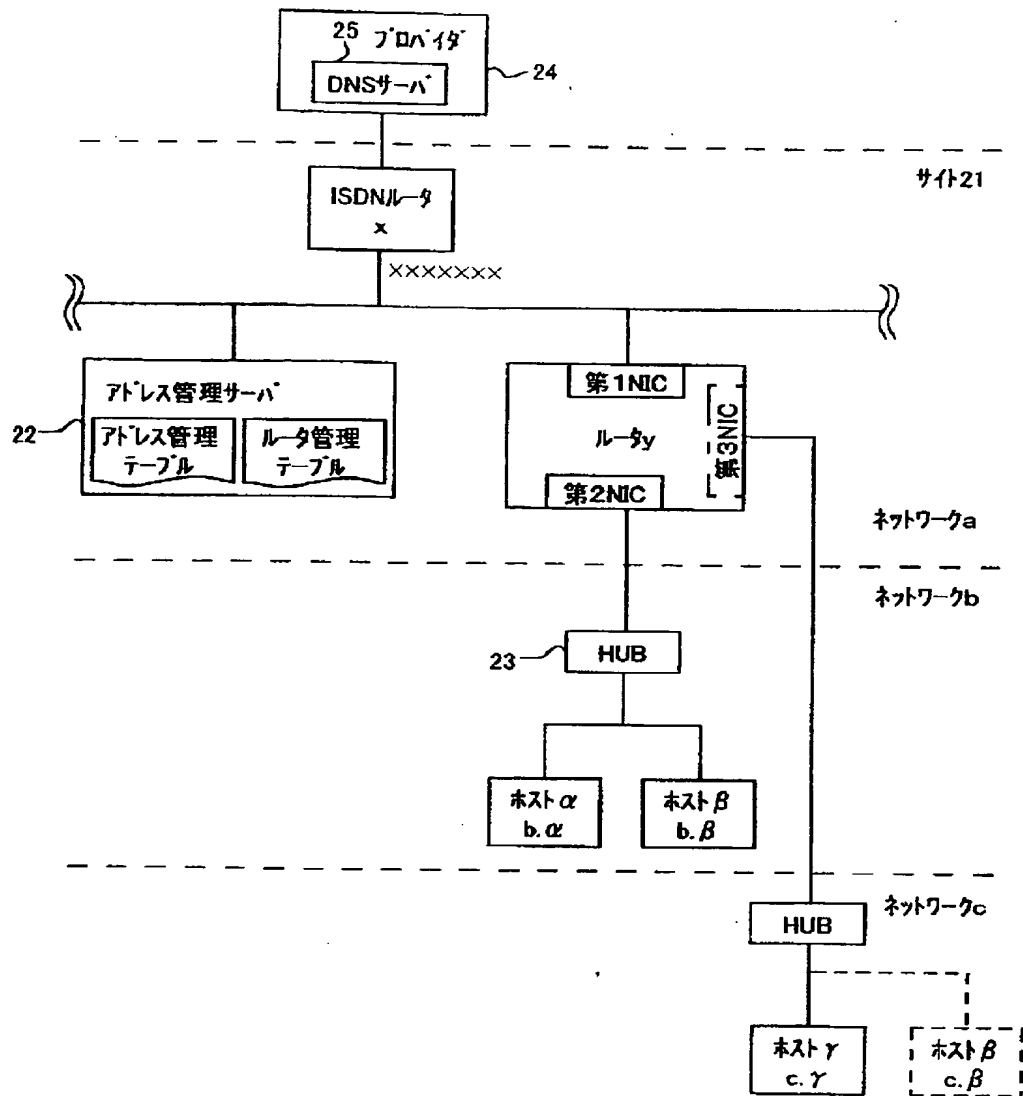 25
プロバイダ
DNSサーバ
24
ISDNルータ
x
サイト21
×××××××
アドレス管理サーバ
22
アドレス管理
テーブル
ルータ管理
テーブル
第1NIC
ルータy
第3NIC
第2NIC
ネットワークa
ネットワークb
23
HUB
ホストα
b.α
ホストβ
b.β
ネットワークc
HUB
ホストγ
c.γ
ホストβ
c.β